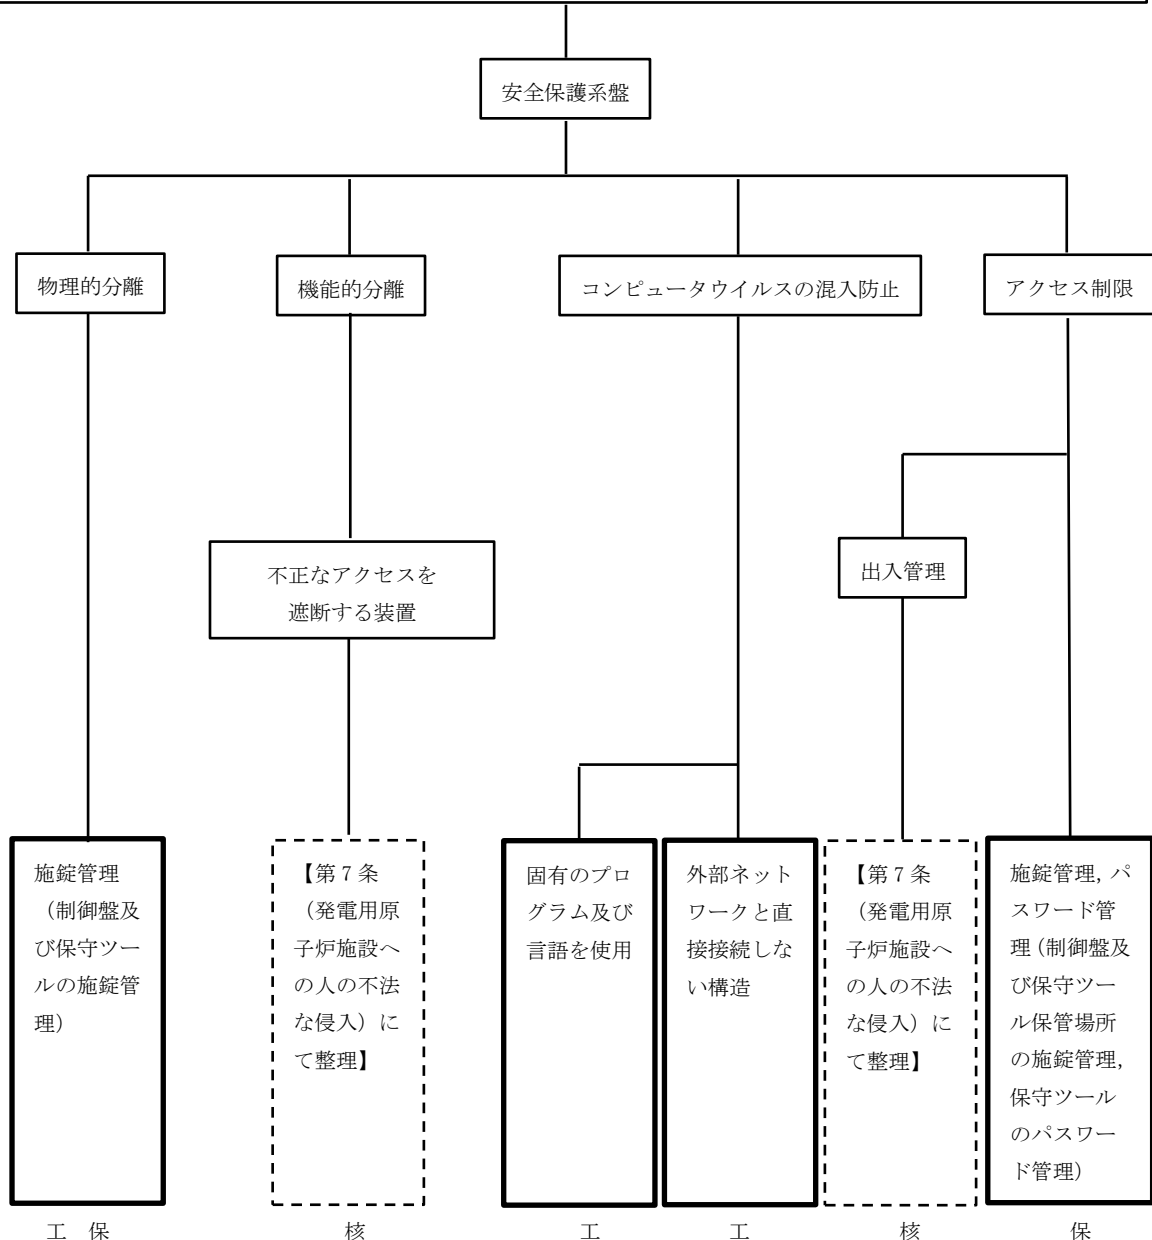 安全保護系盤
物理的分離
機能的分離
コンピュータウイルスの混入防止
アクセス制限
不正なアクセスを
遮断する装置
出入管理
施錠管理
（制御盤及
び保守ツー
ルの施錠管
理）
【第７条
（発電用原
子炉施設へ
の人の不法
な侵入）に
て整理】
固有のプロ
グラム及び
言語を使用
外部ネット
ワークと直
接接続しな
い構造
【第７条
（発電用原
子炉施設へ
の人の不法
な侵入）に
て整理】
施錠管理，パ
スワード管
理（制御盤及
び保守ツー
ル保管場所
の施錠管理，
保守ツール
のパスワー
ド管理）
工　保
核
工
工
核
保